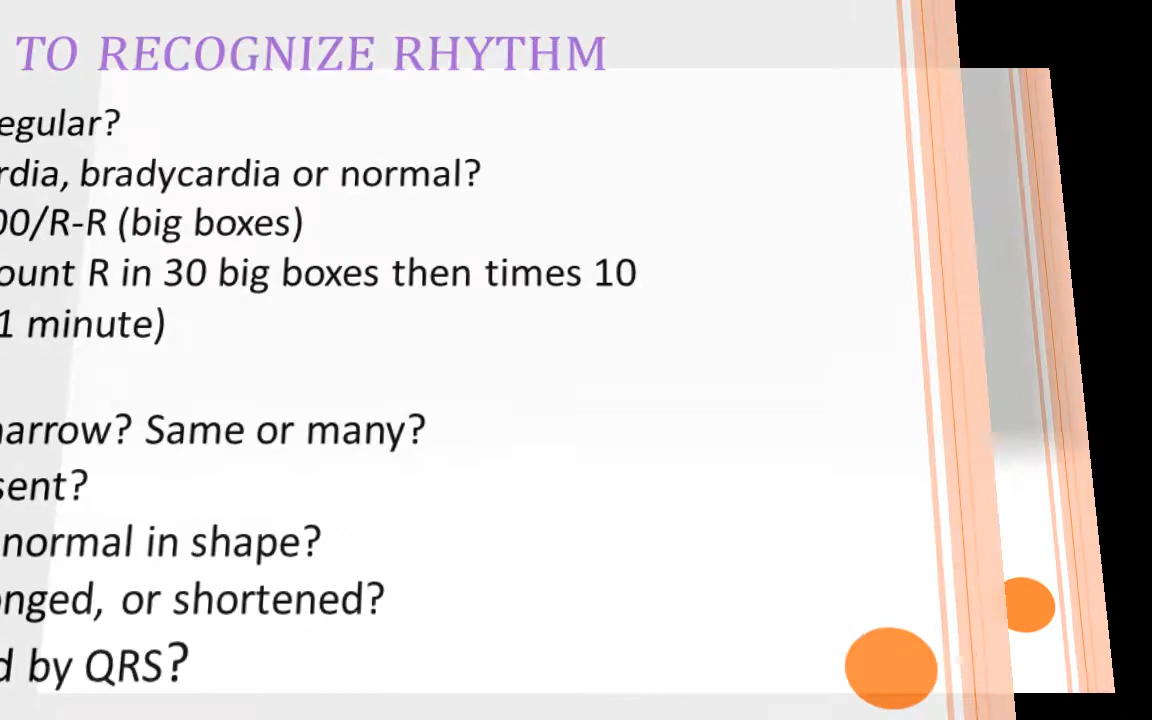 TO RECOGNIZE RHYTHM
egular?
rdia, bradycardia or normal?
00/R-R (big boxes)
ount R in 30 big boxes then times 10
1 minute)
narrow? Same or many?
sent?
normal in shape?
onged, or shortened?
d by QRS?